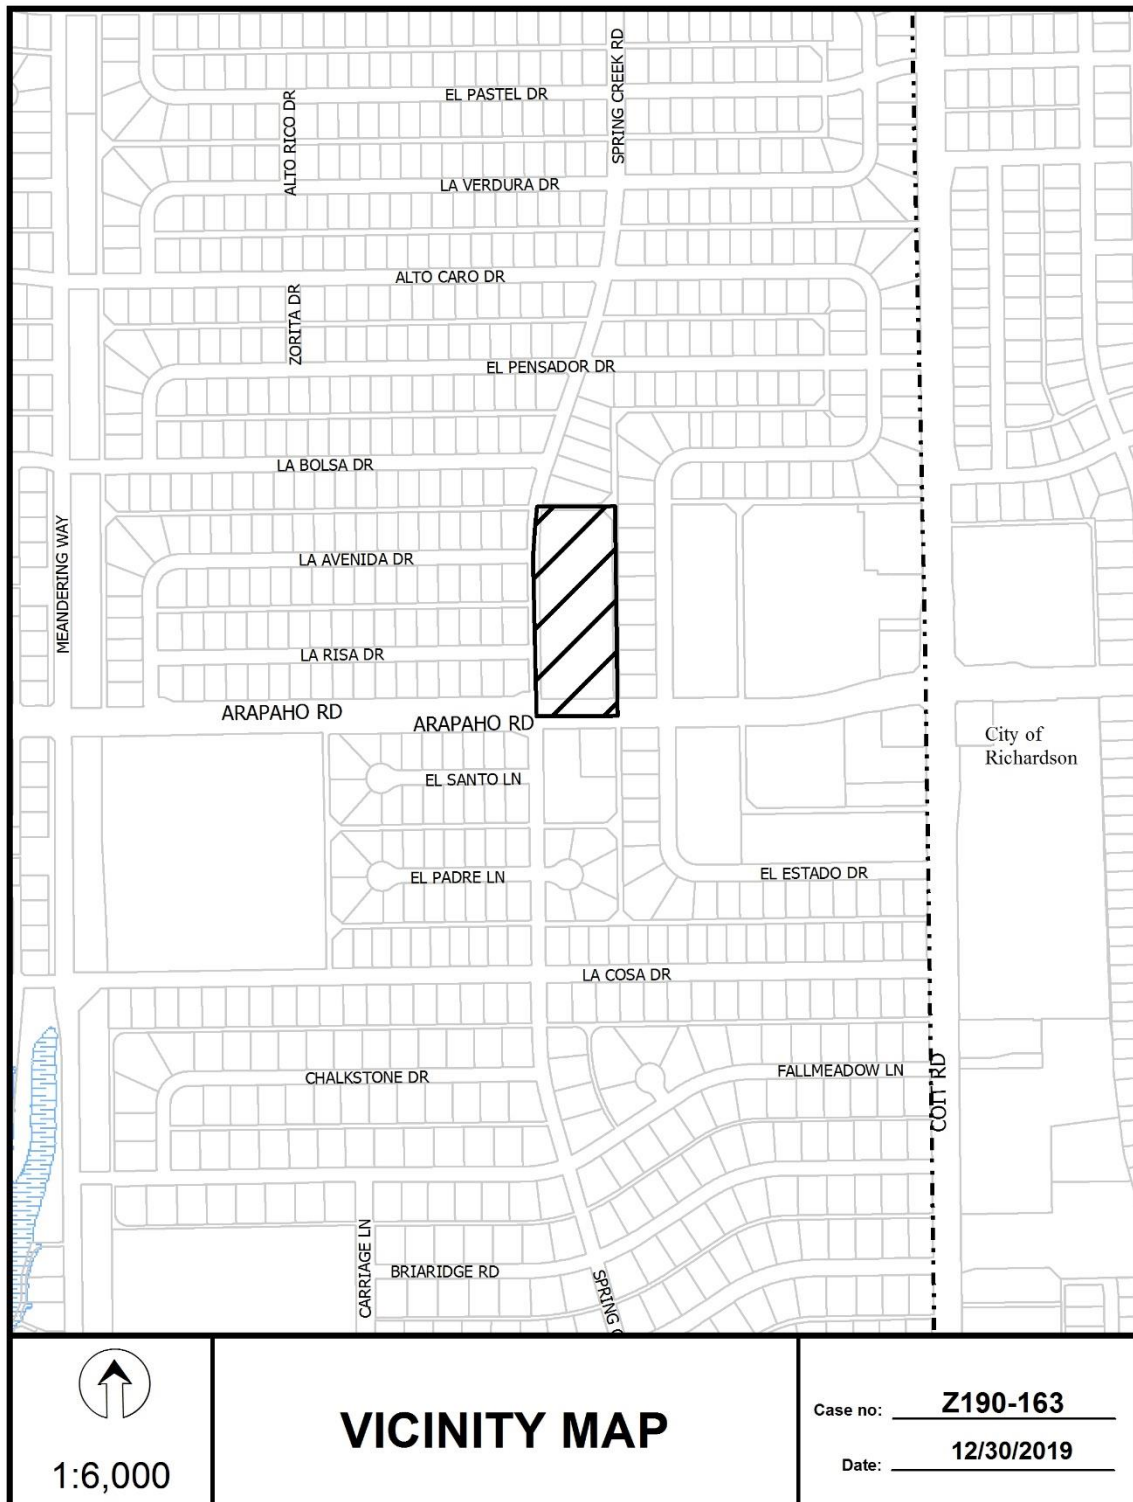 SPRING CREEK RD
EL PASTEL DR
ALTO RICO DR
LA VERDURA DR
ALTO CARO DR
ZORITA DR
EL PENSADOR DR
LA BOLSA DR
MEANDERING WAY
LA AVENIDA DR
LA RISA DR
ARAPAHO RD
ARAPAHO RD
City of
Richardson
EL SANTO LN
EL PADRE LN
EL ESTADO DR
LA COSA DR
CHALKSTONE DR
FALLMEADOW LN
COIT RD
CARRIAGE LN
BRIARIDGE RD
SPRING
1:6,000
VICINITY MAP
Case no: Z190-163
Date: 12/30/2019